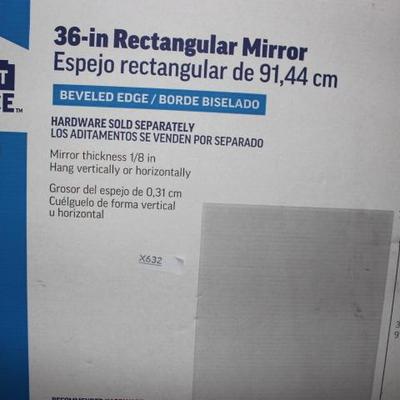 36-in Rectangular Mirror
Espejo rectangular de 91,44 cm
BEVELED EDGE / BORDE BISELADO
HARDWARE SOLD SEPARATELY
LOS ADITAMENTOS SE VENDEN POR SEPARADO
Mirror thickness 1/8 in
Hang vertically or horizontally
Grosor del espejo de 0,31 cm
Cuélguelo de forma vertical
u horizontal
X632